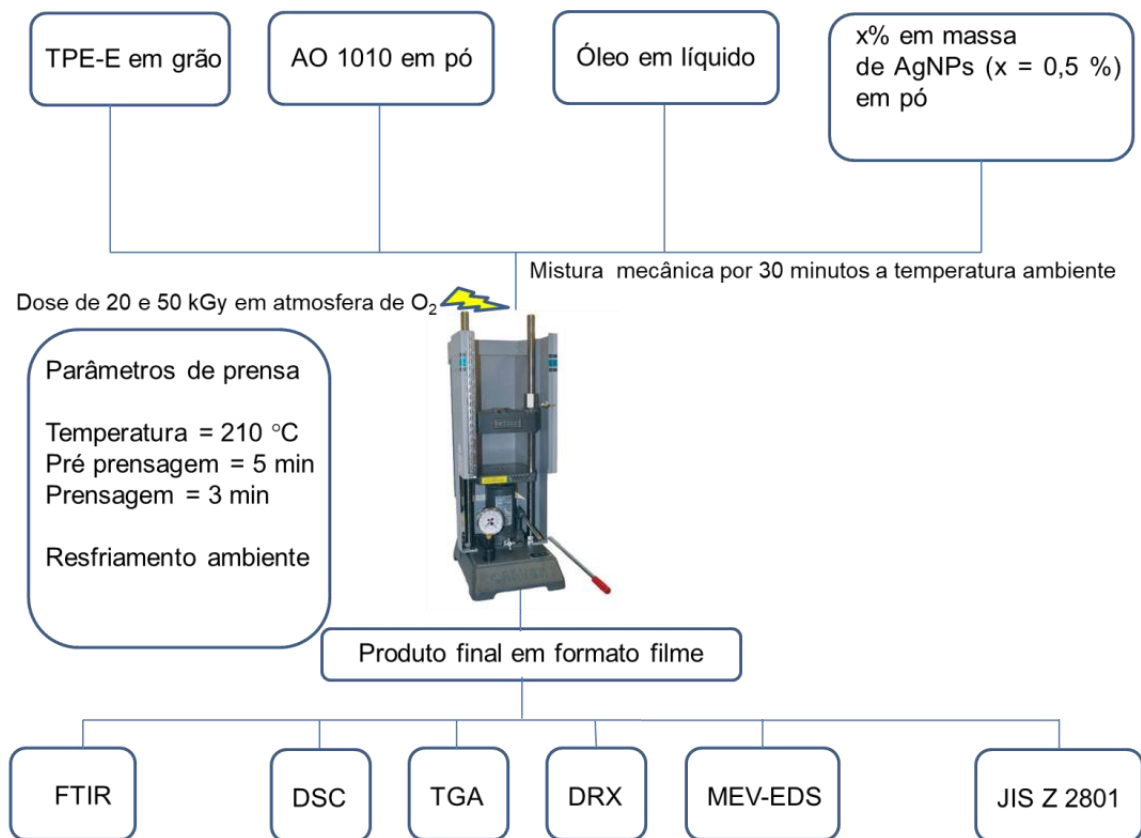 TPE-E em grão
AO 1010 em pó
Óleo em líquido
x% em massa
de AgNPs (x = 0,5 %)
em pó
Mistura mecânica por 30 minutos a temperatura ambiente
Dose de 20 e 50 kGy em atmosfera de O₂
Parâmetros de prensa
Temperatura = 210 °C
Pré prensagem = 5 min
Prensagem = 3 min
Resfriamento ambiente
Produto final em formato filme
FTIR
DSC
TGA
DRX
MEV-EDS
JIS Z 2801